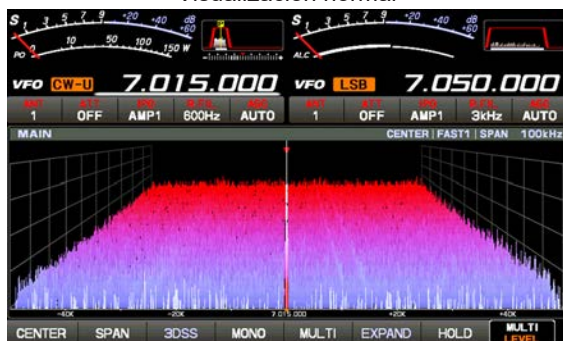 Visualización normal
S 1 3 5 7 9 +20 +40 +60 dB
S 1 3 5 7 9 +20 +40 +60 dB
PO 0 10 50 100 150 W
ALC
VFO CW-U 7.015.000
VFO LSB 7.050.000
ANT ATT IPO R.FIL AGC
ANT ATT IPO R.FIL AGC
1 OFF AMP1 600Hz AUTO
1 OFF AMP1 3kHz AUTO
MAIN
CENTER | FAST1 | SPAN 100kHz
-40K -20K 7.015.000 +20K +40K
CENTER SPAN 3DSS MONO MULTI EXPAND HOLD MULTI
LEVEL